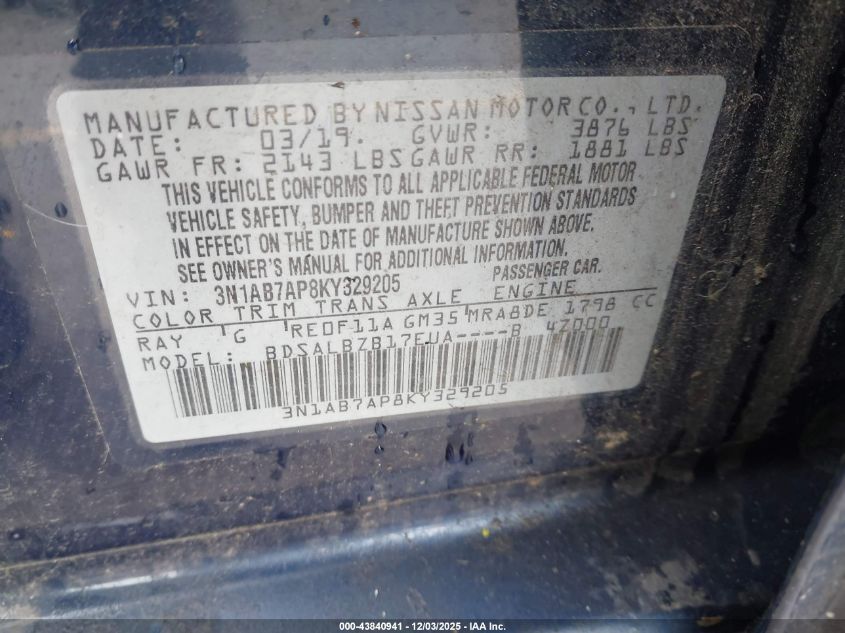 MANUFACTURED BY NISSAN MOTOR CO., LTD.
DATE: 03/19. GVWR: 3876 LBS
GAWR FR: 2143 LBS GAWR RR: 1881 LBS
THIS VEHICLE CONFORMS TO ALL APPLICABLE FEDERAL MOTOR
VEHICLE SAFETY, BUMPER AND THEFT PREVENTION STANDARDS
IN EFFECT ON THE DATE OF MANUFACTURE SHOWN ABOVE.
SEE OWNER'S MANUAL FOR ADDITIONAL INFORMATION.
VIN: 3N1AB7AP8KY329205 PASSENGER CAR.
COLOR TRIM TRANS AXLE ENGINE
RAY G RE0F11A GM35 MRA8DE 1798 CC
MODEL: BDSALBZB17EUA----B 4Z000
3N1AB7AP8KY329205
000-43840941 - 12/03/2025 - IAA Inc.